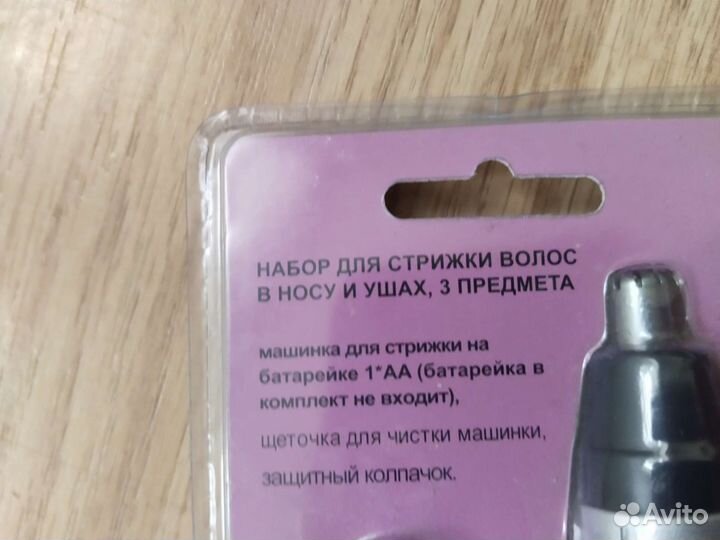 НАБОР ДЛЯ СТРИЖКИ ВОЛОС
В НОСУ И УШАХ, 3 ПРЕДМЕТА
машинка для стрижки на
батарейке 1*АА (батарейка в
комплект не входит),
щеточка для чистки машинки,
защитный колпачок.
Avito